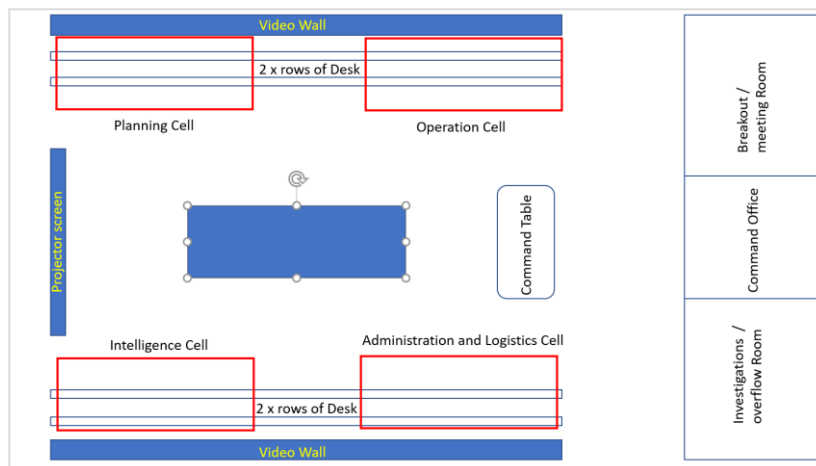 Video Wall
2 x rows of Desk
Planning Cell
Operation Cell
Projector screen
Command Table
Intelligence Cell
Administration and Logistics Cell
2 x rows of Desk
Video Wall
Breakout /
meeting Room
Command Office
Investigations /
overflow Room